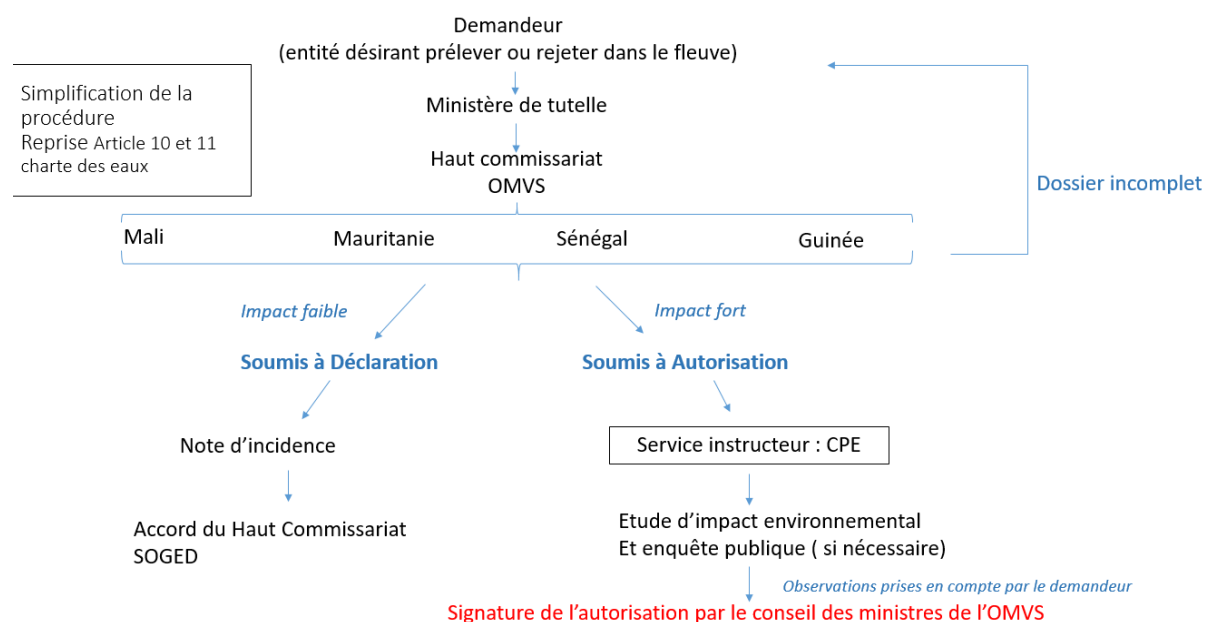 Demandeur
(entité désirant prélever ou rejeter dans le fleuve)
Simplification de la
procédure
Reprise Article 10 et 11
charte des eaux
Ministère de tutelle
Haut commissariat
OMVS
Dossier incomplet
Mali
Mauritanie
Sénégal
Guinée
Impact faible
Impact fort
Soumis à Déclaration
Soumis à Autorisation
Note d’incidence
Service instructeur : CPE
Accord du Haut Commissariat
SOGED
Etude d’impact environnemental
Et enquête publique ( si nécessaire)
Observations prises en compte par le demandeur
Signature de l’autorisation par le conseil des ministres de l’OMVS